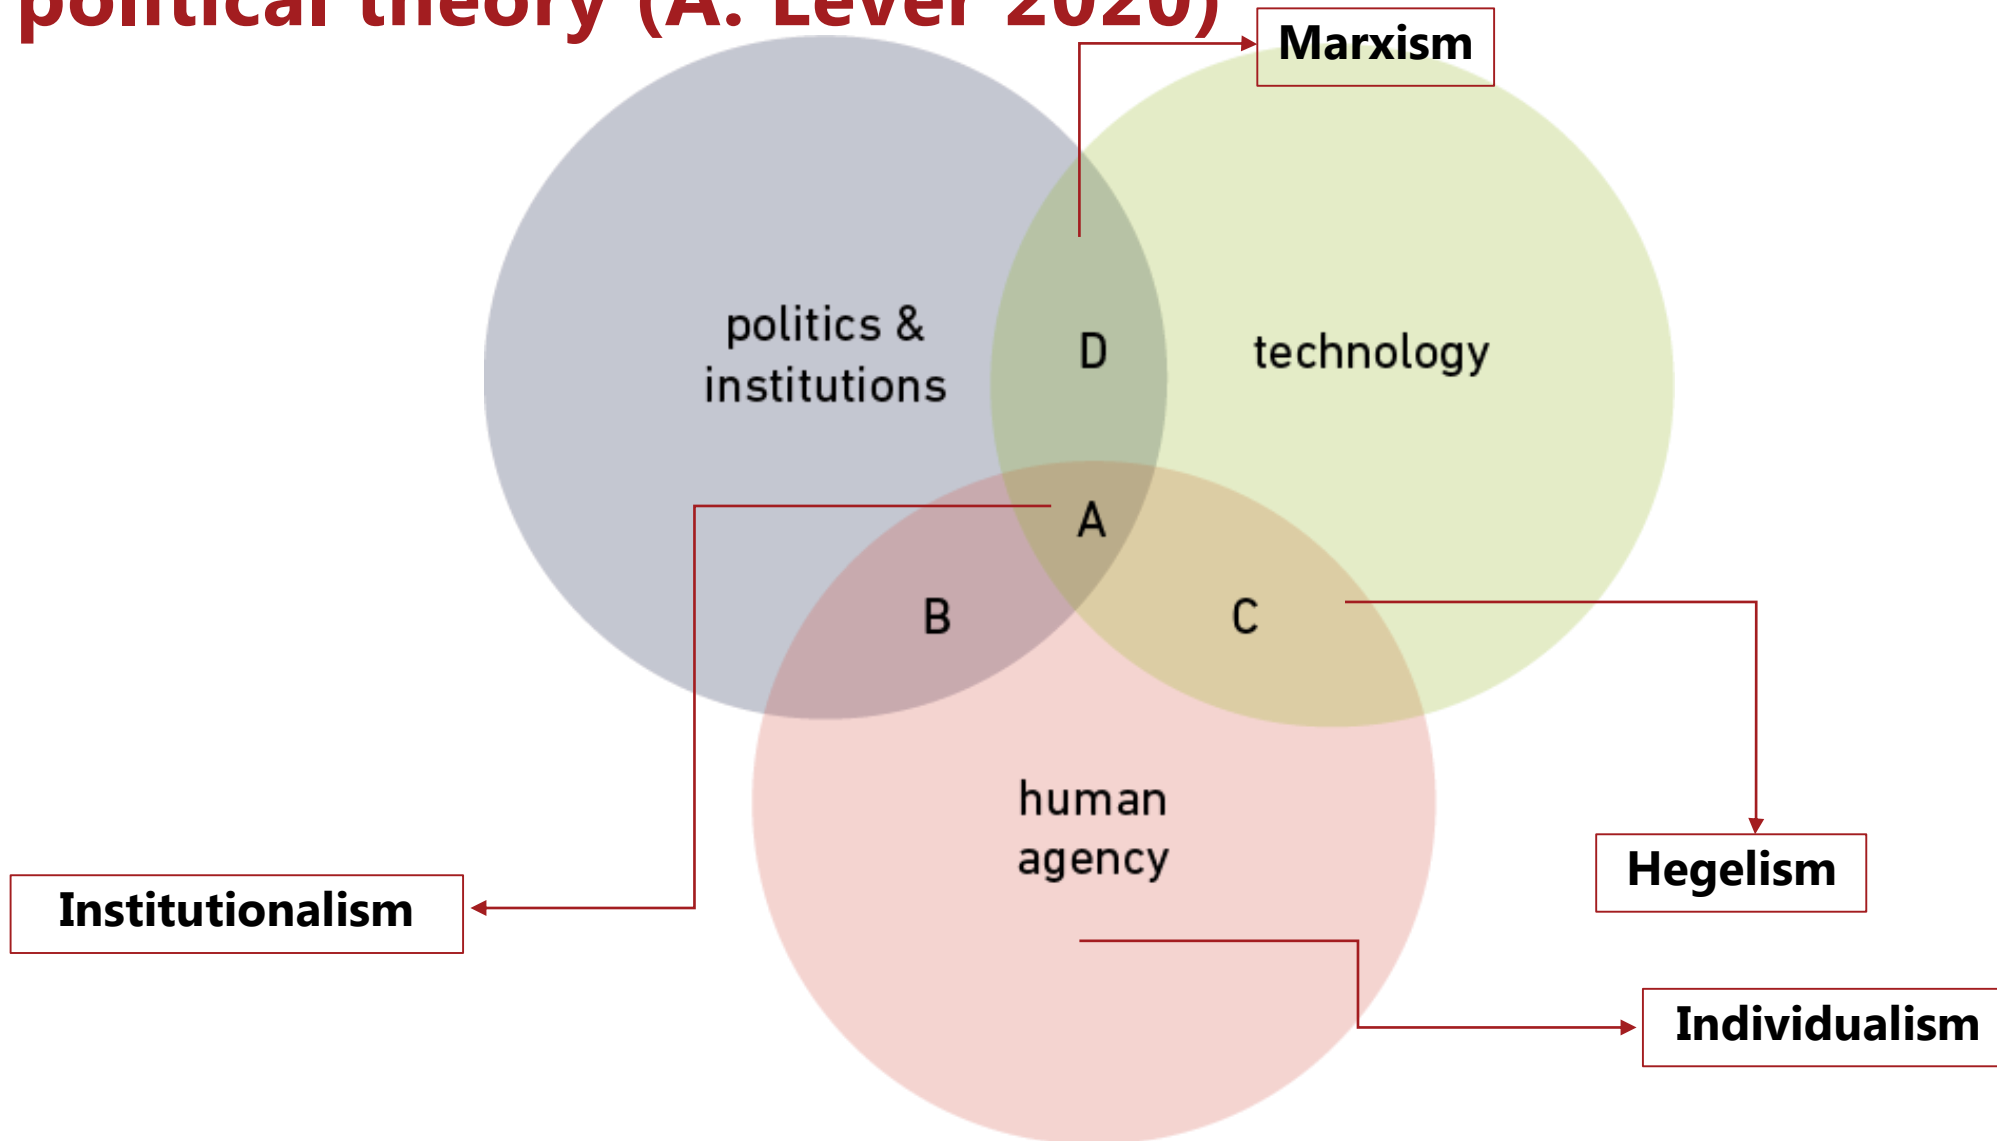 political theory (A. Lever 2020)
Marxism
politics &
institutions
D
technology
A
B
C
human
agency
Hegelism
Institutionalism
Individualism